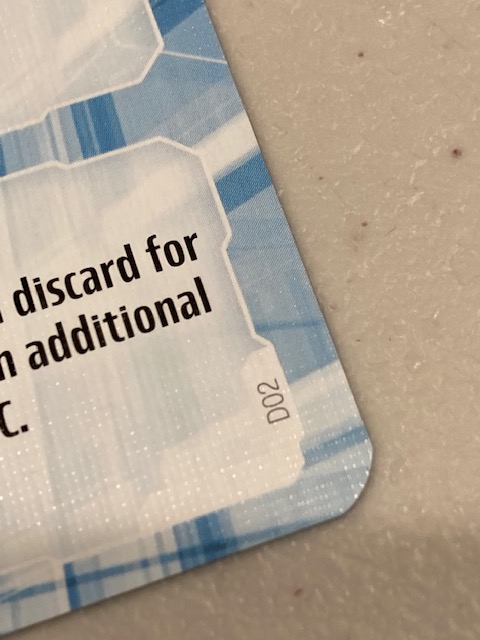 discard for
additional
C.
D02